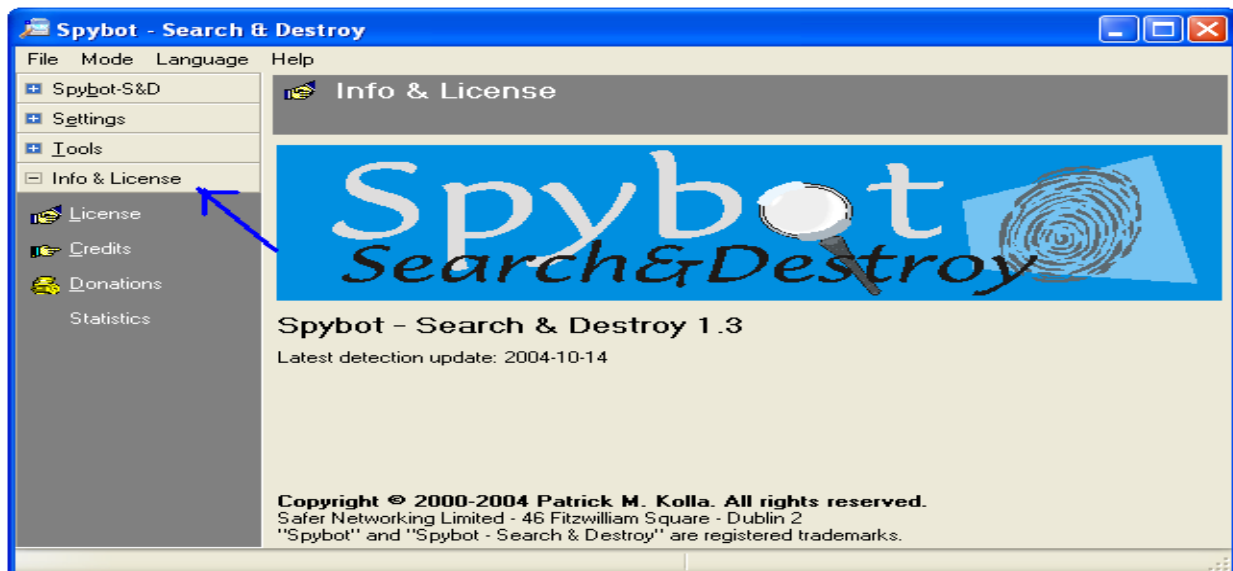 Spybot - Search & Destroy
File Mode Language Help
Spybot-S&D
Settings
Tools
Info & License
License
Credits
Donations
Statistics
Info & License
Spybot
Search&Destroy
Spybot - Search & Destroy 1.3
Latest detection update: 2004-10-14
Copyright © 2000-2004 Patrick M. Kolla. All rights reserved.
Safer Networking Limited - 46 Fitzwilliam Square - Dublin 2
"Spybot" and "Spybot - Search & Destroy" are registered trademarks.